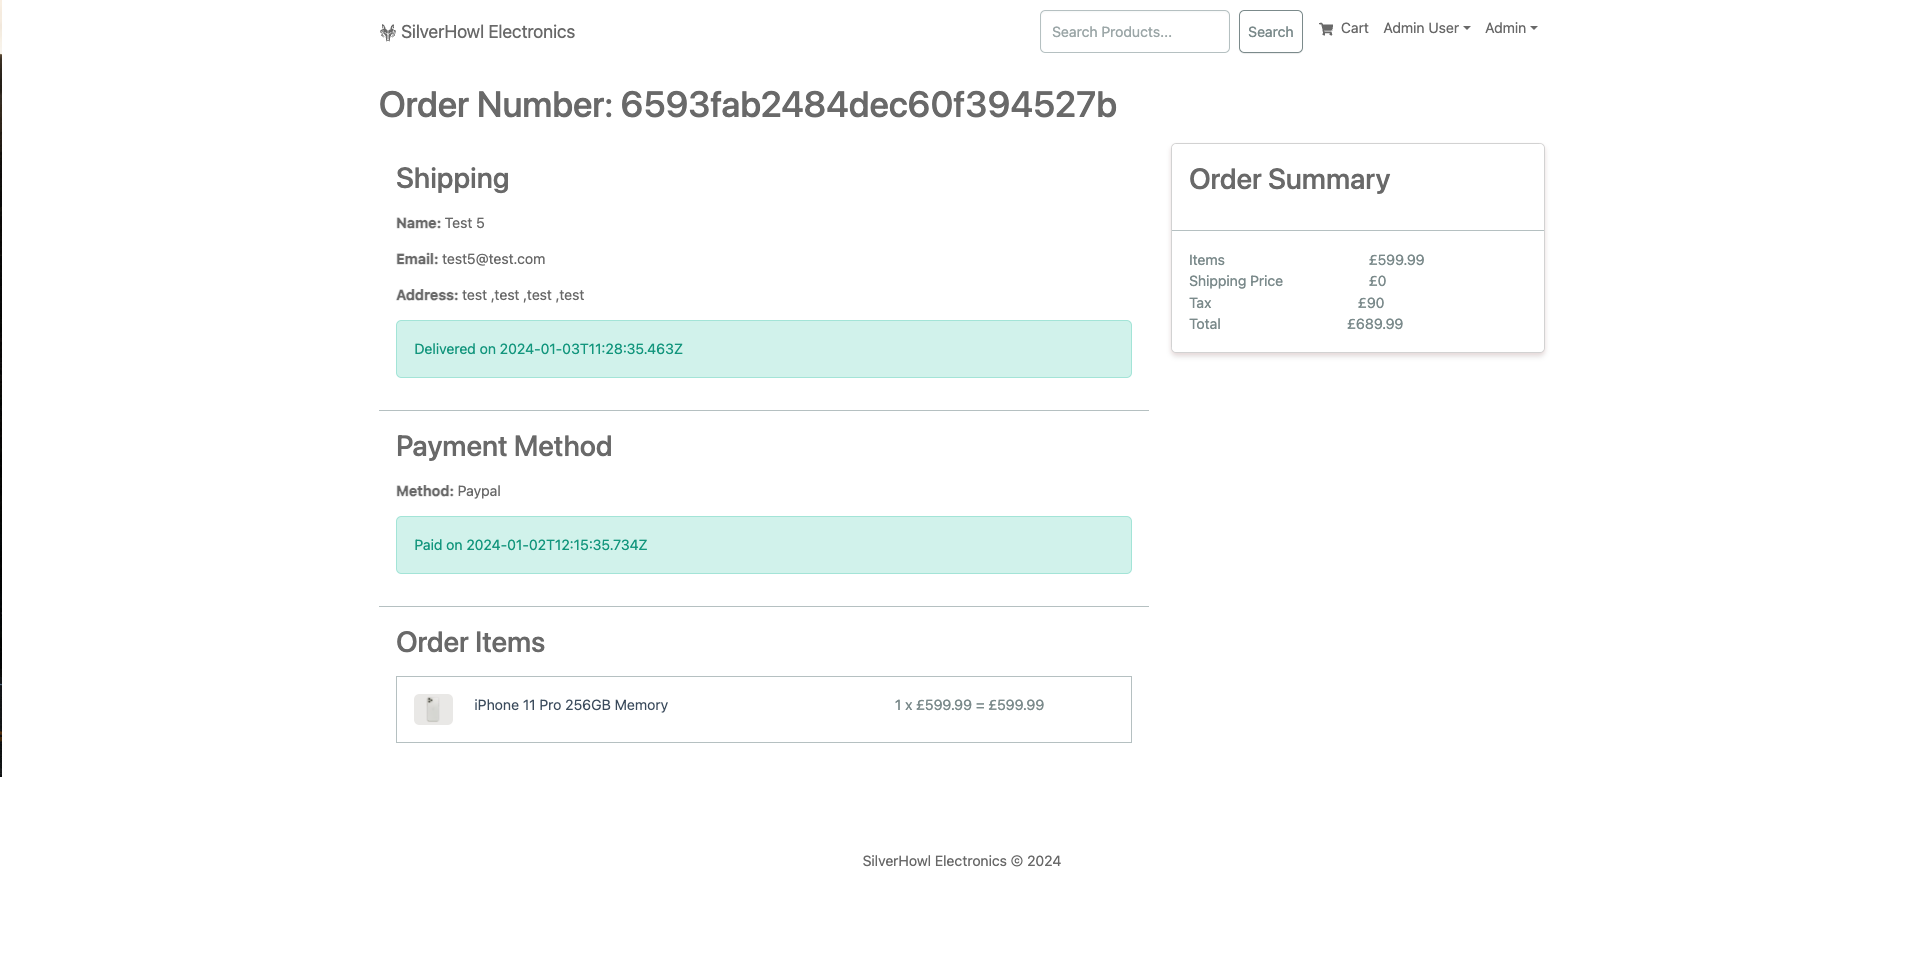 SilverHowl Electronics
Search Products...
Search
Cart
Admin User
Admin
Order Number: 6593fab2484dec60f394527b
Shipping
Name: Test 5
Email: test5@test.com
Address: test ,test ,test ,test
Delivered on 2024-01-03T11:28:35.463Z
Payment Method
Method: Paypal
Paid on 2024-01-02T12:15:35.734Z
Order Items
iPhone 11 Pro 256GB Memory
1 x £599.99 = £599.99
Order Summary
Items £599.99
Shipping Price £0
Tax £90
Total £689.99
SilverHowl Electronics © 2024